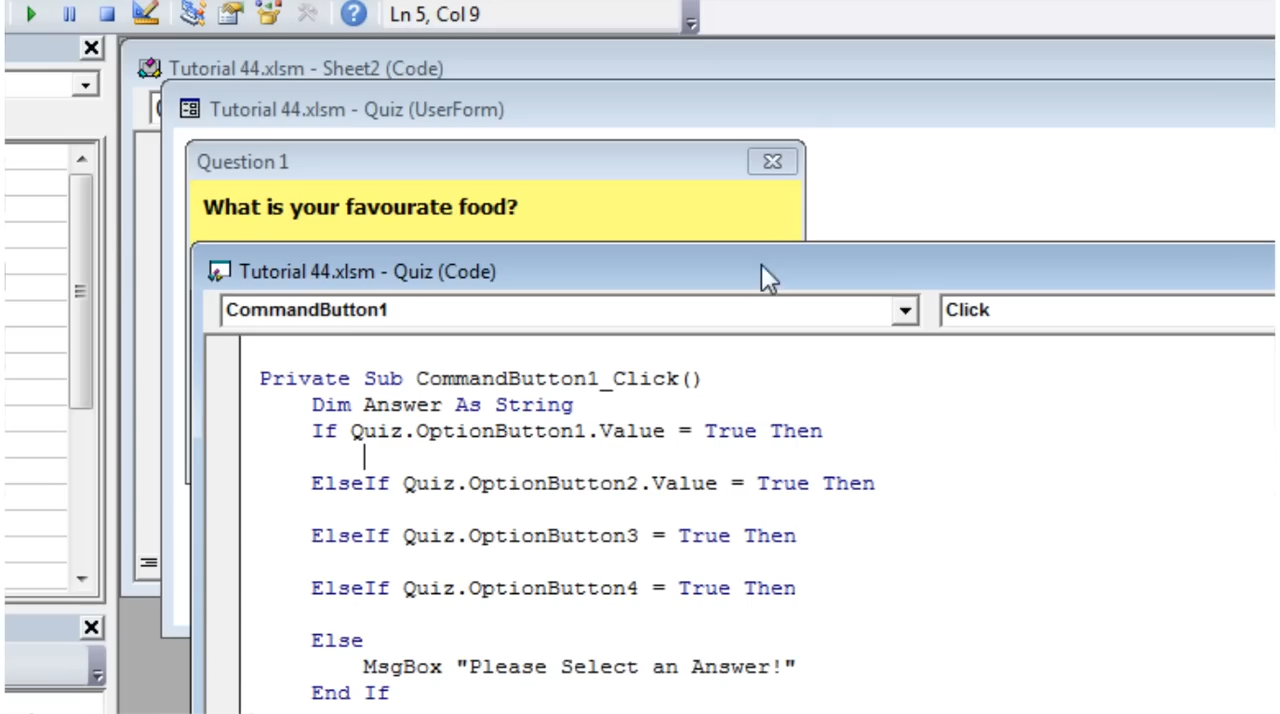 Ln 5, Col 9
Tutorial 44.xlsm - Sheet2 (Code)
Tutorial 44.xlsm - Quiz (UserForm)
Question 1
What is your favourate food?
Tutorial 44.xlsm - Quiz (Code)
CommandButton1
Click
Private Sub CommandButton1_Click()
Dim Answer As String
If Quiz.OptionButton1.Value = True Then
ElseIf Quiz.OptionButton2.Value = True Then
ElseIf Quiz.OptionButton3 = True Then
ElseIf Quiz.OptionButton4 = True Then
Else
MsgBox "Please Select an Answer!"
End If